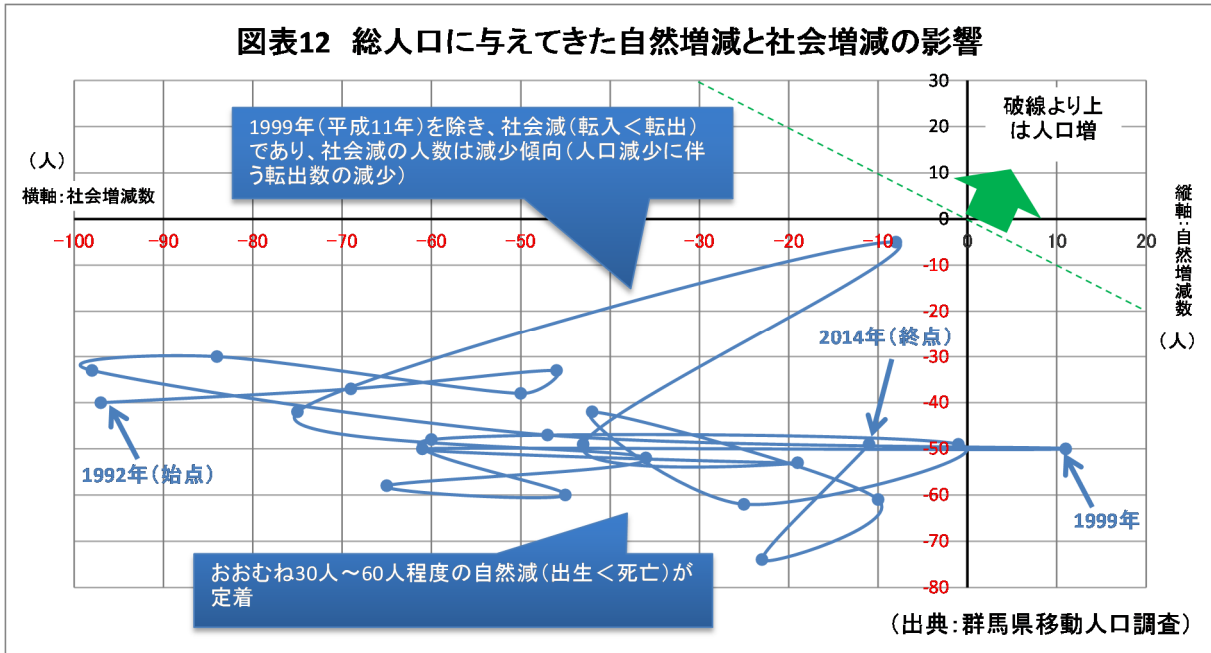 図表12 総人口に与えてきた自然増減と社会増減の影響
30
20
10
0
-10
-20
-30
-40
-50
-60
-70
-80
破線より上
は人口増
1999年（平成11年）を除き、社会減（転入＜転出）
であり、社会減の人数は減少傾向（人口減少に伴
う転出数の減少）
（人）
横軸：社会増減数
-100
-90
-80
-70
-60
-50
-30
-20
-10
0
10
20
縦軸：自然増減数
（人）
2014年（終点）
1992年（始点）
1999年
おおむね30人～60人程度の自然減（出生＜死亡）が
定着
（出典：群馬県移動人口調査）